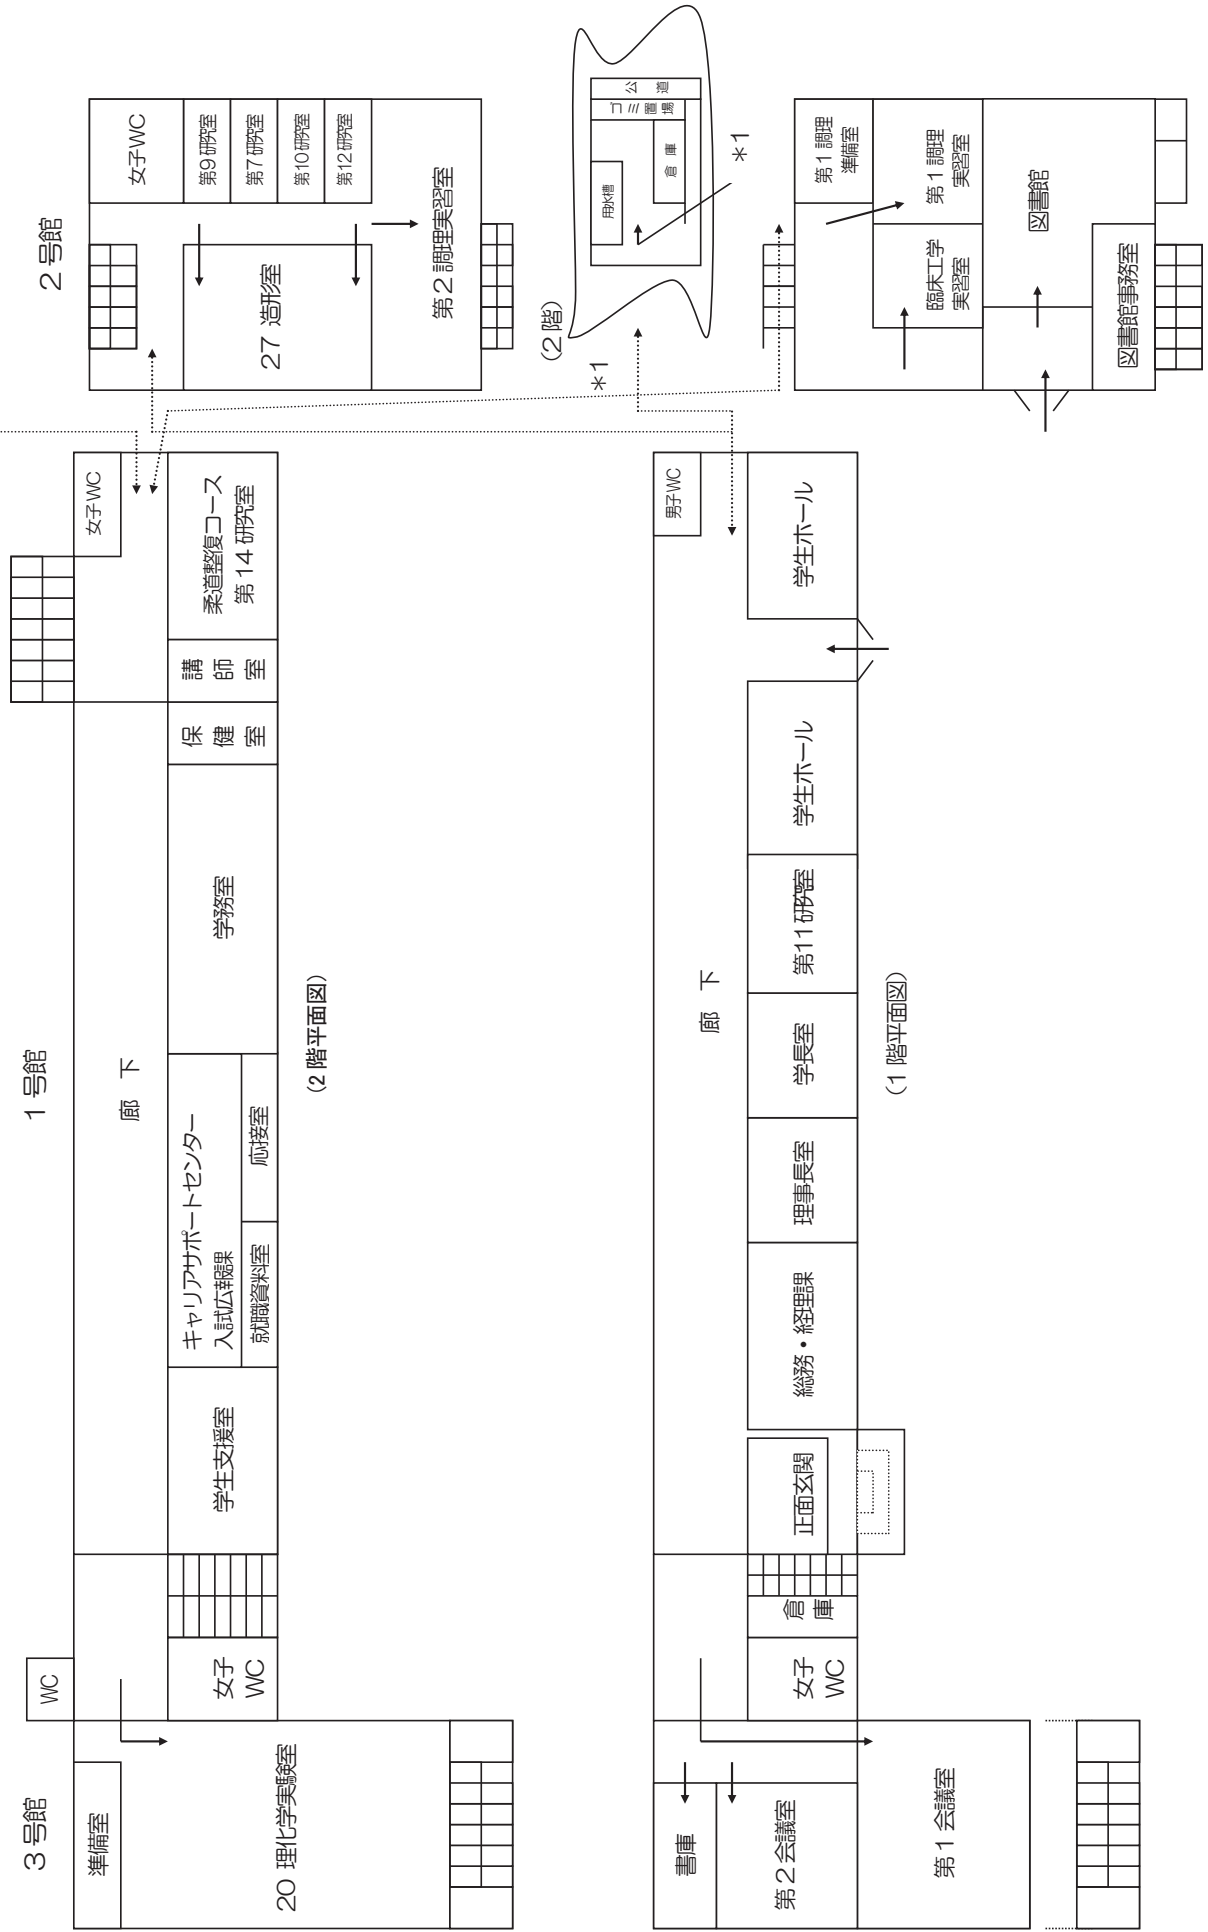 3号館
1号館
2号館
準備室
20 理化学実験室
WC
女子
WC
廊 下
学生支援室
キャリアサポートセンター
入試広報課
就職資料室
応接室
学務室
保健室
講師室
柔道整復コース
第14研究室
女子WC
(2階平面図)
女子WC
第9研究室
第7研究室
第10研究室
第12研究室
27 造形室
第2調理実習室
(2階)
*1
書庫
第2会議室
第1会議室
女子
WC
倉庫
正面玄関
廊 下
総務・経理課
理事長室
学長室
第11研究室
学生ホール
学生ホール
男子WC
(1階平面図)
公 道
ゴミ置場
倉 庫
用水槽
*1
第1調理
準備室
第1調理
実習室
臨床工学
実習室
図書館
図書館事務室